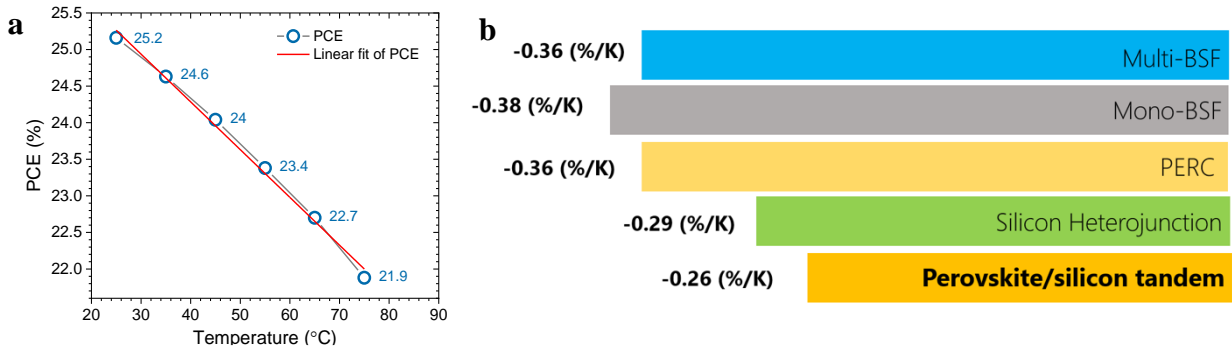 a
25.5
25.0
24.5
24.0
23.5
23.0
22.5
22.0
PCE (%)
PCE
Linear fit of PCE
25.2
24.6
24
23.4
22.7
21.9
20 30 40 50 60 70 80 90
Temperature (°C)
b
-0.36 (%/K) Multi-BSF
-0.38 (%/K) Mono-BSF
-0.36 (%/K) PERC
-0.29 (%/K) Silicon Heterojunction
-0.26 (%/K) Perovskite/silicon tandem